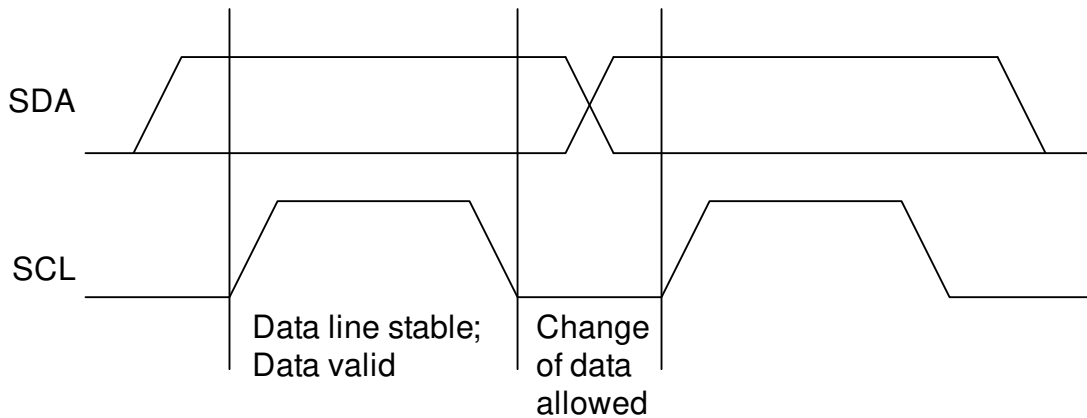 SDA
SCL
Data line stable;
Data valid
Change
of data
allowed